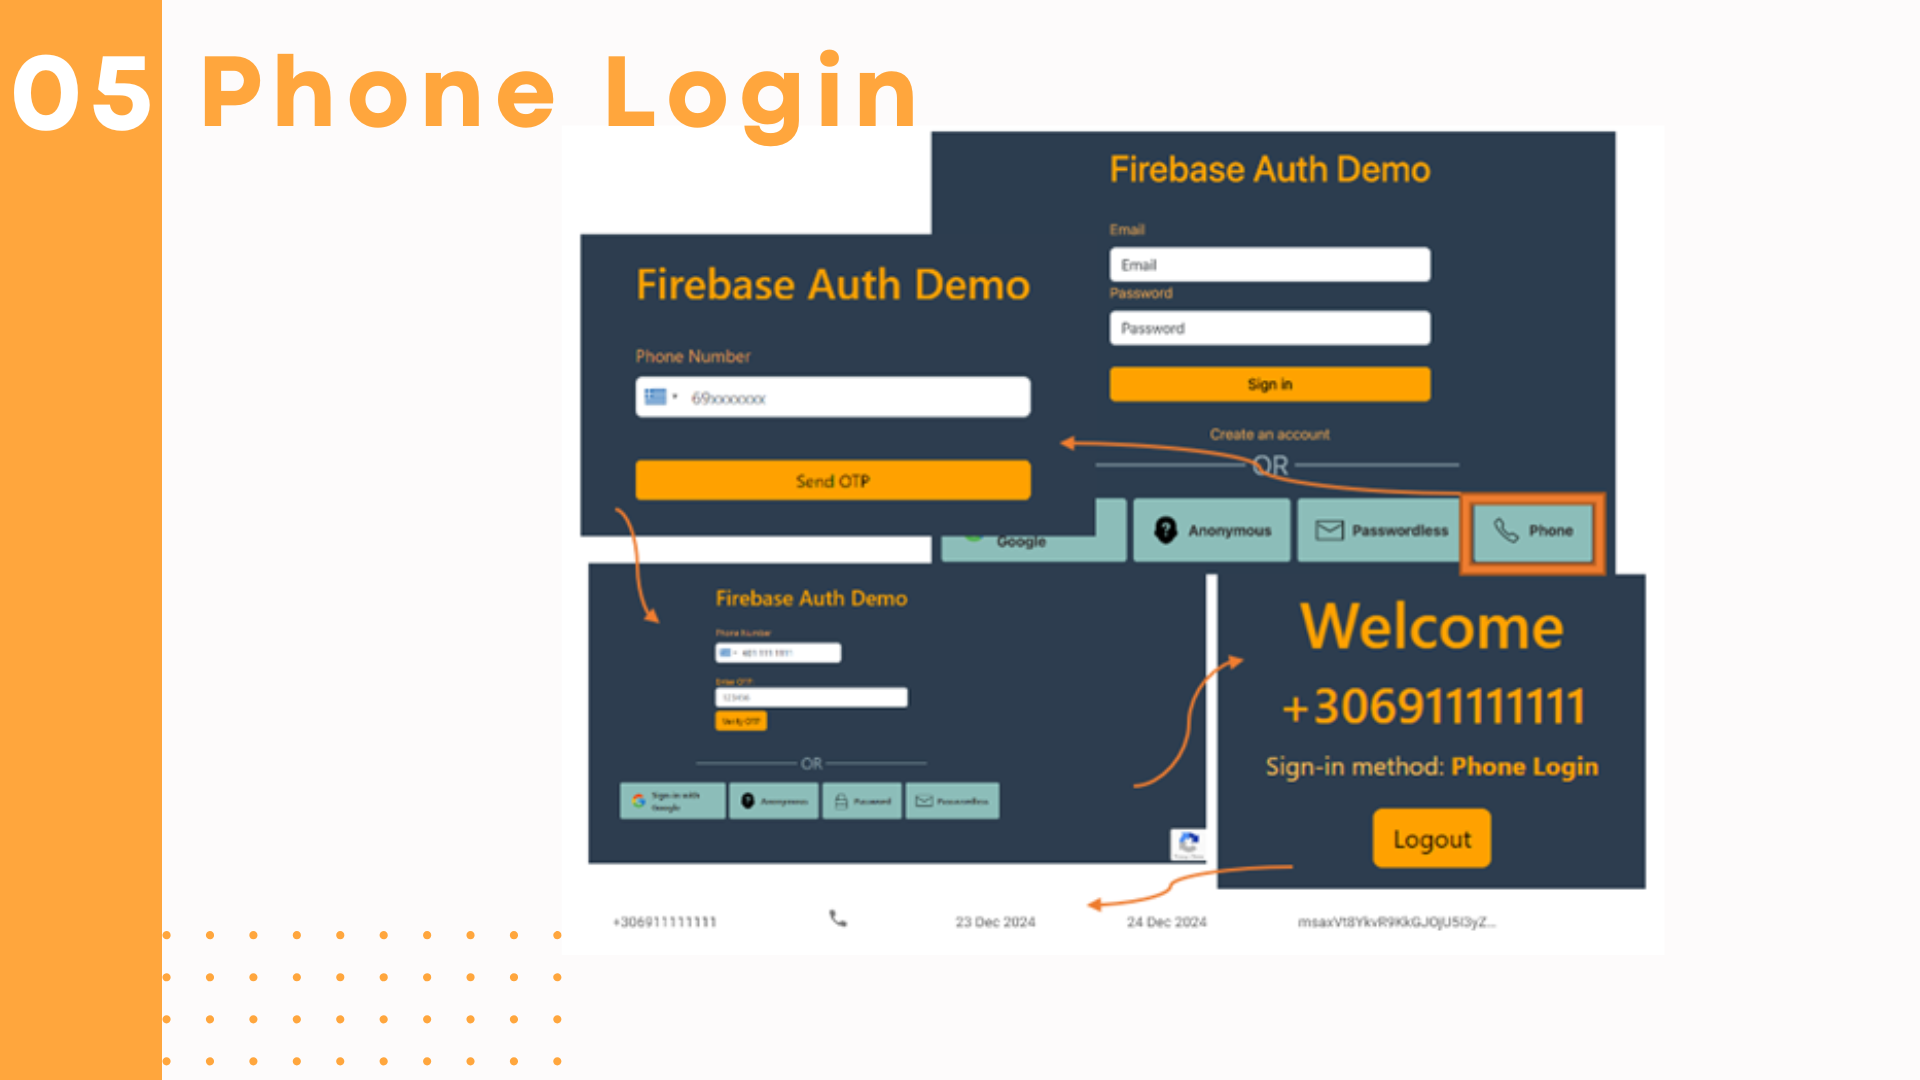 05 Phone Login
Firebase Auth Demo
Email
Email
Password
Password
Sign in
Create an account
OR
Google
Anonymous
Passwordless
Phone
Firebase Auth Demo
Phone Number
69xxxxxxxx
Send OTP
Firebase Auth Demo
Phone Number
Enter OTP
123456
Verify OTP
OR
Sign-in with
Google
Anonymous
Password
Passwordless
Welcome
+306911111111
Sign-in method: Phone Login
Logout
+306911111111 23 Dec 2024 24 Dec 2024